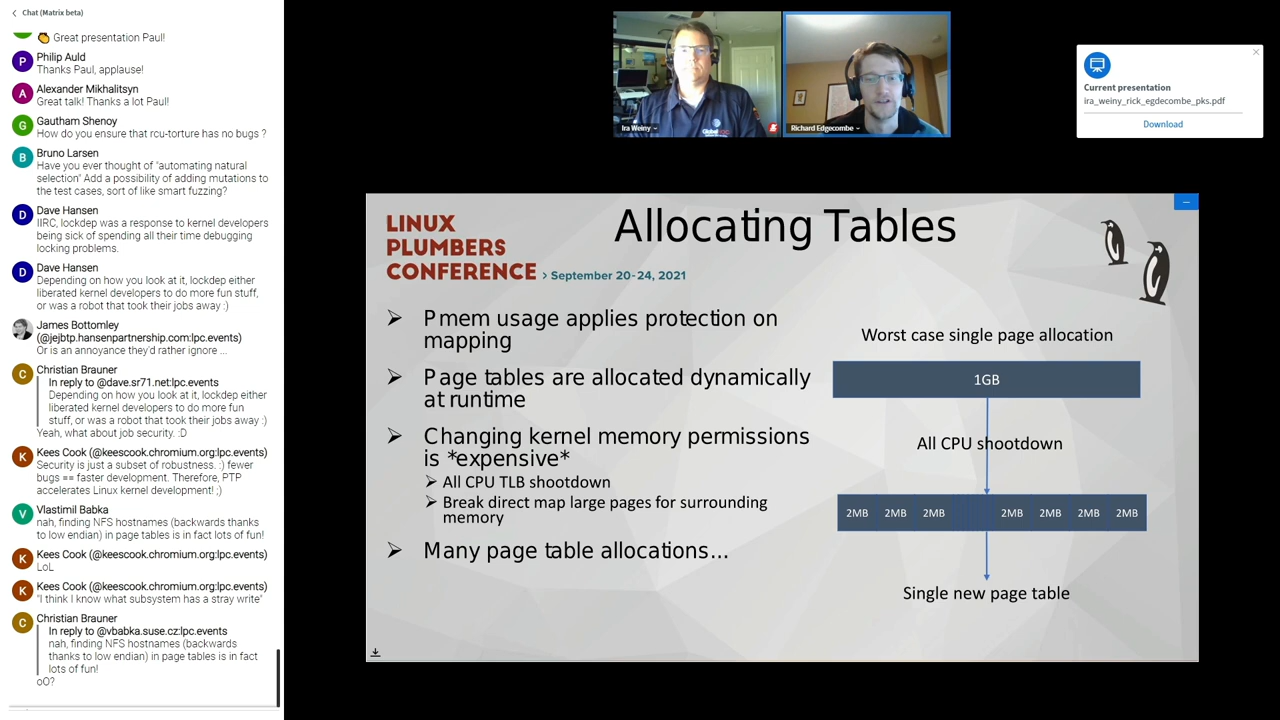 Chat (Matrix beta)
👏 Great presentation Paul!
P
Philip Auld
Thanks Paul, applause!
A
Alexander Mikhalitsyn
Great talk! Thanks a lot Paul!
G
Gautham Shenoy
How do you ensure that rcu-torture has no bugs ?
B
Bruno Larsen
Have you ever thought of "automating natural
selection" Add a possibility of adding mutations to
the test cases, sort of like smart fuzzing?
D
Dave Hansen
IIRC, lockdep was a response to kernel developers
being sick of spending all their time debugging
locking problems.
D
Dave Hansen
Depending on how you look at it, lockdep either
liberated kernel developers to do more fun stuff,
or was a robot that took their jobs away :)
James Bottomley
(@jejbtp.hansenpartnership.com:lpc.events)
Or is an annoyance they'd rather ignore ...
C
Christian Brauner
In reply to @dave.sr71.net:lpc.events
Depending on how you look at it, lockdep either
liberated kernel developers to do more fun
stuff, or was a robot that took their jobs away :)
Yeah, what about job security. :D
K
Kees Cook (@keescook.chromium.org:lpc.events)
Security is just a subset of robustness. :) fewer
bugs == faster development. Therefore, PTP
accelerates Linux kernel development! ;)
V
Vlastimil Babka
nah, finding NFS hostnames (backwards thanks
to low endian) in page tables is in fact lots of fun!
K
Kees Cook (@keescook.chromium.org:lpc.events)
LoL
K
Kees Cook (@keescook.chromium.org:lpc.events)
"I think I know what subsystem has a stray write"
C
Christian Brauner
In reply to @vbabka.suse.cz:lpc.events
nah, finding NFS hostnames (backwards
thanks to low endian) in page tables is in fact
lots of fun!
oO?
Ira Weiny
Richard Edgecombe
Current presentation
ira_weiny_rick_egdecombe_pks.pdf
Download
LINUX
PLUMBERS
CONFERENCE > September 20-24, 2021
Allocating Tables
Pmem usage applies protection on
mapping
Page tables are allocated dynamically
at runtime
Changing kernel memory permissions
is *expensive*
All CPU TLB shootdown
Break direct map large pages for surrounding
memory
Many page table allocations...
Worst case single page allocation
1GB
All CPU shootdown
2MB 2MB 2MB 2MB 2MB 2MB 2MB
Single new page table